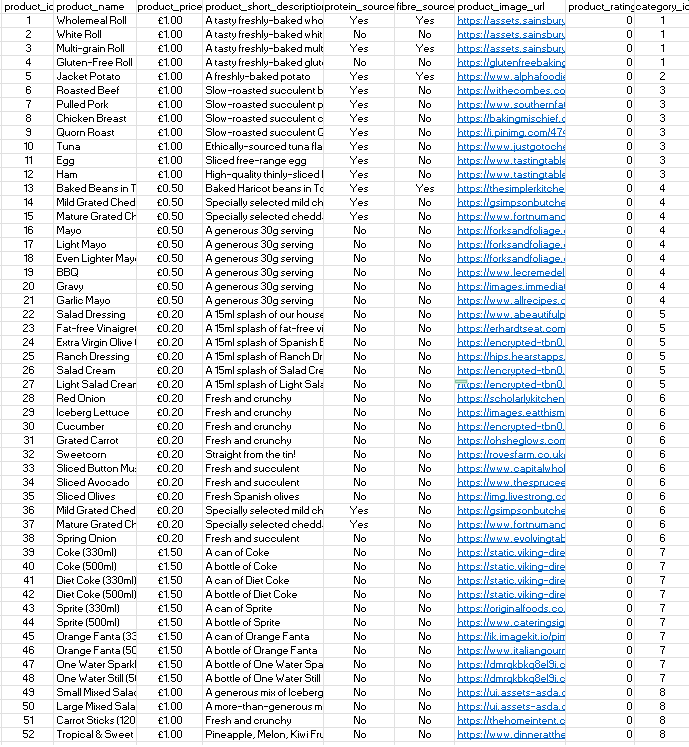 product_id product_name product_price product_short_description protein_source fibre_source product_image_url product_rating category_id
1 Wholemeal Roll £1.00 A tasty freshly-baked who Yes Yes https://assets.sainsbury 0 1
2 White Roll £1.00 A tasty freshly-baked whi No No https://assets.sainsbury 0 1
3 Multi-grain Roll £1.00 A tasty freshly-baked mult Yes Yes https://assets.sainsbury 0 1
4 Gluten-Free Roll £1.00 A tasty freshly-baked glute No No https://glutenfreebaking 0 1
5 Jacket Potato £1.00 A freshly-baked potato Yes Yes https://www.alphafoodie 0 2
6 Roasted Beef £1.00 Slow-roasted succulent b Yes No https://withecombes.co 0 3
7 Pulled Pork £1.00 Slow-roasted succulent p Yes No https://www.southernfat 0 3
8 Chicken Breast £1.00 Slow-roasted succulent c Yes No https://bakingmischief.c 0 3
9 Quorn Roast £1.00 Slow-roasted succulent Q Yes No https://i.pinimg.com/474 0 3
10 Tuna £1.00 Ethically-sourced tuna fla Yes No https://www.justgotoche 0 3
11 Egg £1.00 Sliced free-range egg Yes No https://www.tastingtable 0 3
12 Ham £1.00 High-quality thinly-sliced l Yes No https://www.tastingtable 0 3
13 Baked Beans in T £0.50 Baked Haricot beans in To Yes Yes https://thesimplerkitche 0 4
14 Mild Grated Ched £0.50 Specially selected mild ch Yes No https://gsimpsonbutche 0 4
15 Mature Grated Ch £0.50 Specially selected chedda Yes No https://www.fortnumanc 0 4
16 Mayo £0.50 A generous 30g serving No No https://forksandfoliage.c 0 4
17 Light Mayo £0.50 A generous 30g serving No No https://forksandfoliage.c 0 4
18 Even Lighter Mayo £0.50 A generous 30g serving No No https://forksandfoliage.c 0 4
19 BBQ £0.50 A generous 30g serving No No https://www.lecremedel 0 4
20 Gravy £0.50 A generous 30g serving No No https://images.immedia 0 4
21 Garlic Mayo £0.50 A generous 30g serving No No https://www.allrecipes.c 0 4
22 Salad Dressing £0.20 A 15ml splash of our house No No https://www.abeautifulp 0 5
23 Fat-free Vinaigret £0.20 A 15ml splash of fat-free vi No No https://erhardtseat.com 0 5
24 Extra Virgin Olive £0.20 A 15ml splash of Spanish E No No https://encrypted-tbn0. 0 5
25 Ranch Dressing £0.20 A 15ml splash of Ranch Dr No No https://hips.hearstapps. 0 5
26 Salad Cream £0.20 A 15ml splash of Salad Cre No No https://encrypted-tbn0. 0 5
27 Light Salad Crean £0.20 A 15ml splash of Light Sala No No https://encrypted-tbn0. 0 5
28 Red Onion £0.20 Fresh and crunchy No No https://scholarlykitchen 0 6
29 Iceberg Lettuce £0.20 Fresh and crunchy No No https://images.eatthism 0 6
30 Cucumber £0.20 Fresh and crunchy No No https://encrypted-tbn0. 0 6
31 Grated Carrot £0.20 Fresh and crunchy No No https://ohsheglows.com 0 6
32 Sweetcorn £0.20 Straight from the tin! No No https://rovesfarm.co.uk/ 0 6
33 Sliced Button Mu: £0.20 Fresh and succulent No No https://www.capitalwhol 0 6
34 Sliced Avocado £0.20 Fresh and succulent No No https://www.thesprucee 0 6
35 Sliced Olives £0.20 Fresh Spanish olives No No https://img.livestrong.c 0 6
36 Mild Grated Ched £0.20 Specially selected mild ch Yes No https://gsimpsonbutche 0 6
37 Mature Grated Ch £0.20 Specially selected chedda Yes No https://www.fortnumanc 0 6
38 Spring Onion £0.20 Fresh and succulent No No https://www.evolvingtab 0 6
39 Coke (330ml) £1.50 A can of Coke No No https://static.viking-dire 0 7
40 Coke (500ml) £1.50 A bottle of Coke No No https://static.viking-dire 0 7
41 Diet Coke (330ml) £1.50 A can of Diet Coke No No https://static.viking-dire 0 7
42 Diet Coke (500ml) £1.50 A bottle of Diet Coke No No https://static.viking-dire 0 7
43 Sprite (330ml) £1.50 A can of Sprite No No https://originalfoods.co. 0 7
44 Sprite (500ml) £1.50 A bottle of Sprite No No https://www.cateringsig 0 7
45 Orange Fanta (33 £1.50 A can of Orange Fanta No No https://ik.imagekit.io/pim 0 7
46 Orange Fanta (50 £1.50 A bottle of Orange Fanta No No https://www.italiangourn 0 7
47 One Water Sparkl £1.50 A bottle of One Water Spa No No https://dmrqkbkq8el9i.c 0 7
48 One Water Still (5 £1.50 A bottle of One Water Still No No https://dmrqkbkq8el9i.c 0 7
49 Small Mixed Salad £1.00 A generous mix of Iceberg No No https://ui.assets-asda.c 0 8
50 Large Mixed Salad £1.00 A more-than-generous m No No https://ui.assets-asda.c 0 8
51 Carrot Sticks (120 £1.00 Fresh and crunchy No No https://thehomeintent.c 0 8
52 Tropical & Sweet £1.00 Pineapple, Melon, Kiwi Fru No No https://www.dinneratthe 0 8